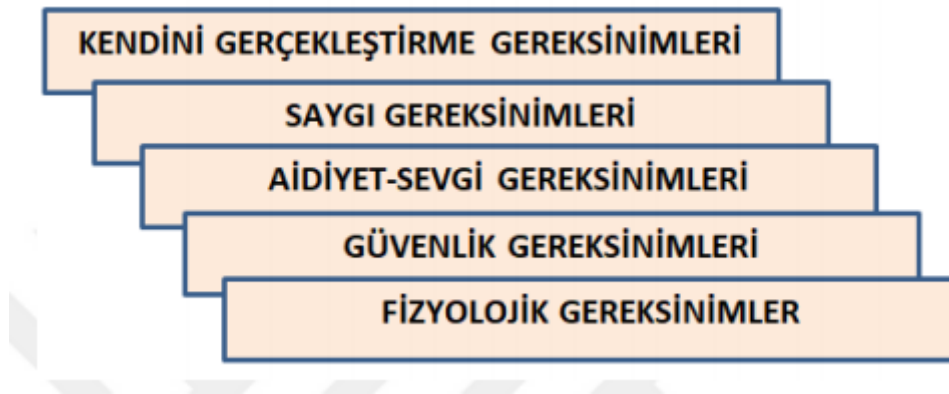 KENDİNİ GERÇEKLEŞTİRME GEREKSİNİMLERİ
SAYGI GEREKSİNİMLERİ
AİDİYET-SEVGİ GEREKSİNİMLERİ
GÜVENLİK GEREKSİNİMLERİ
FİZYOLOJİK GEREKSİNİMLER